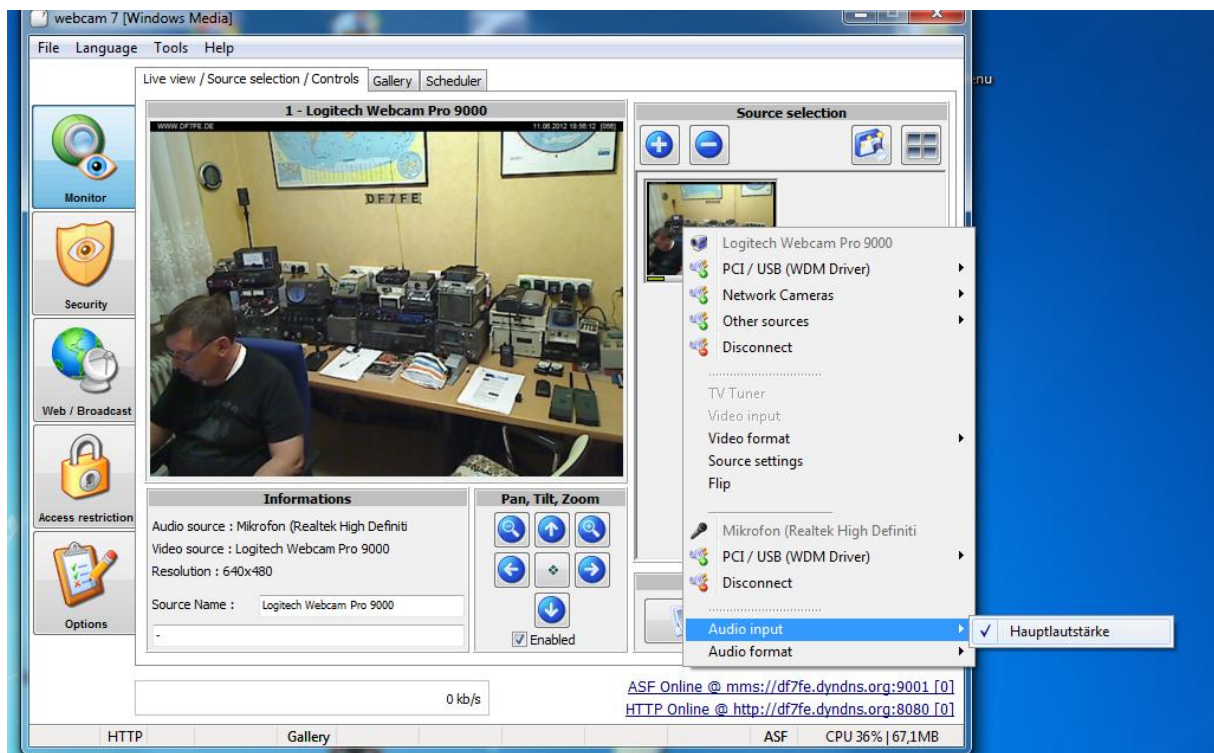 webcam 7 [Windows Media]
File Language Tools Help
Live view / Source selection / Controls Gallery Scheduler
enu
1 - Logitech Webcam Pro 9000
Source selection
WWW.DF7FE.DE
DF7FE
Monitor
Security
Web / Broadcast
Access restriction
Options
Logitech Webcam Pro 9000
PCI / USB (WDM Driver)
Network Cameras
Other sources
Disconnect
TV Tuner
Video input
Video format
Source settings
Flip
Mikrofon (Realtek High Definiti
PCI / USB (WDM Driver)
Disconnect
Audio input
Hauptlautstärke
Audio format
Informations
Audio source : Mikrofon (Realtek High Definiti
Video source : Logitech Webcam Pro 9000
Resolution : 640x480
Source Name : Logitech Webcam Pro 9000
-
Pan, Tilt, Zoom
Enabled
0 kb/s
ASF Online @ mms://df7fe.dyndns.org:9001 [0]
HTTP Online @ http://df7fe.dyndns.org:8080 [0]
HTTP Gallery ASF CPU 36% | 67,1MB